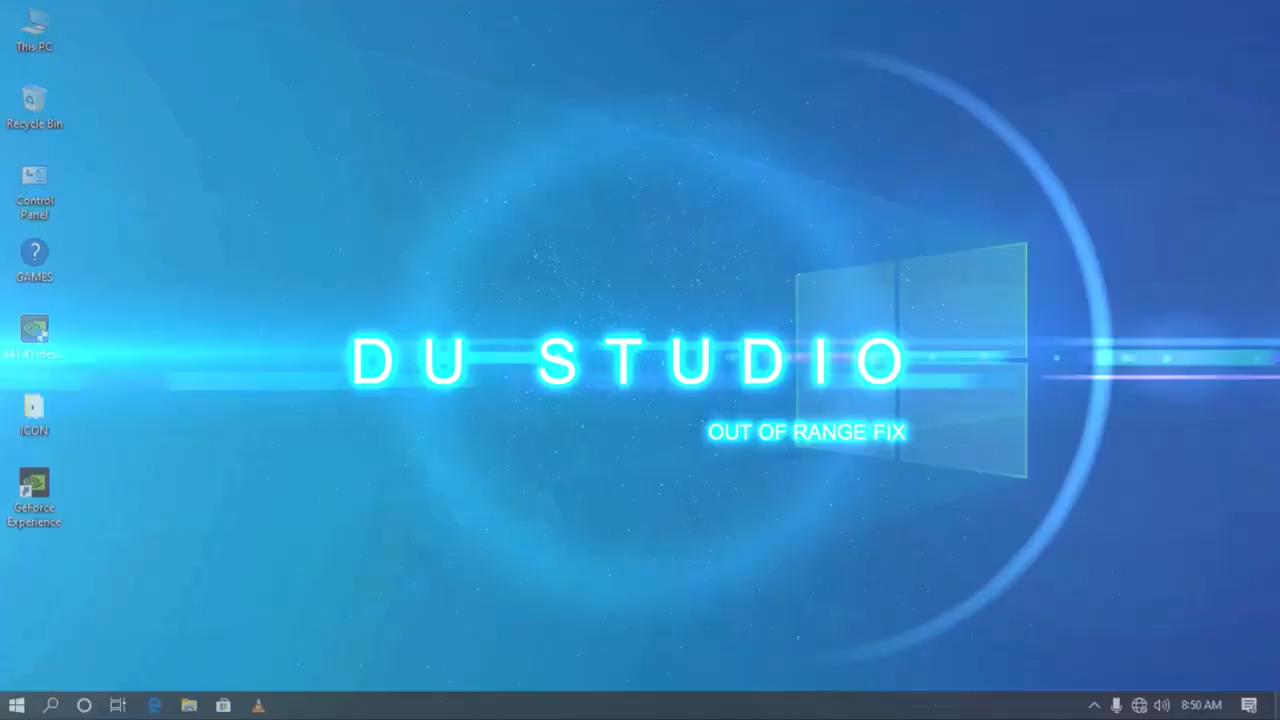 This PC
Recycle Bin
Control
Panel
GAMES
ICON
GeForce
Experience
DU STUDIO
OUT OF RANGE FIX
8:50 AM